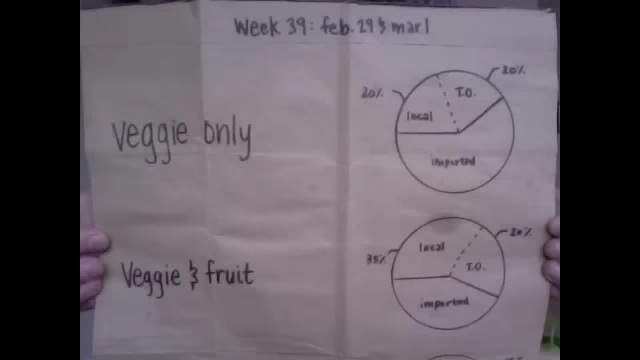 Week 39: feb. 29 & mar 1
20%
20%
T.O.
local
veggie only
imported
20%
local
35%
T.O.
Veggie & fruit
imported